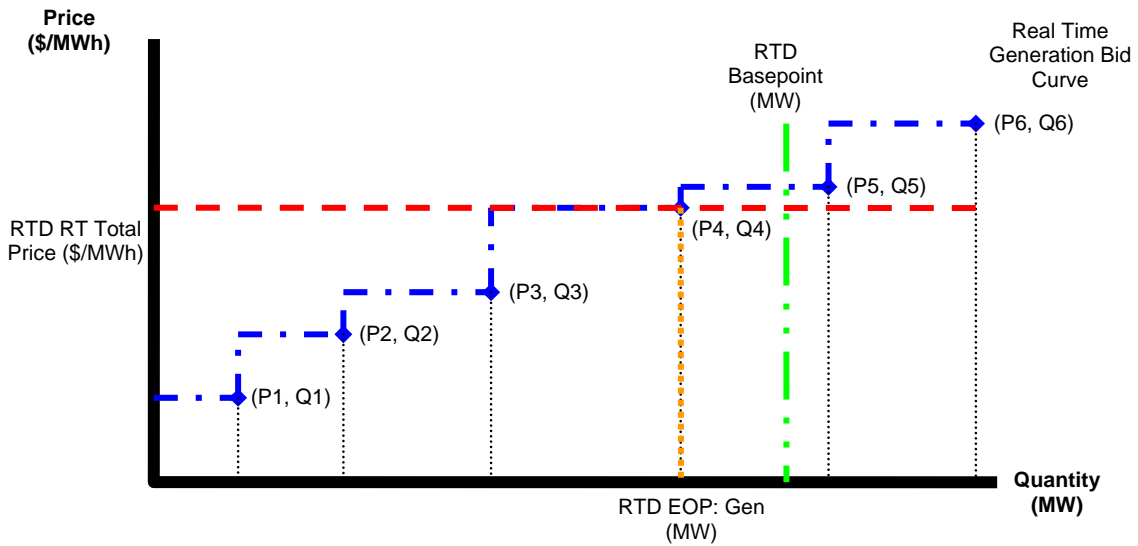 Price
($/MWh)
Real Time
Generation Bid
Curve
RTD
Basepoint
(MW)
(P6, Q6)
(P5, Q5)
RTD RT Total
Price ($/MWh)
(P4, Q4)
(P3, Q3)
(P2, Q2)
(P1, Q1)
Quantity
(MW)
RTD EOP: Gen
(MW)